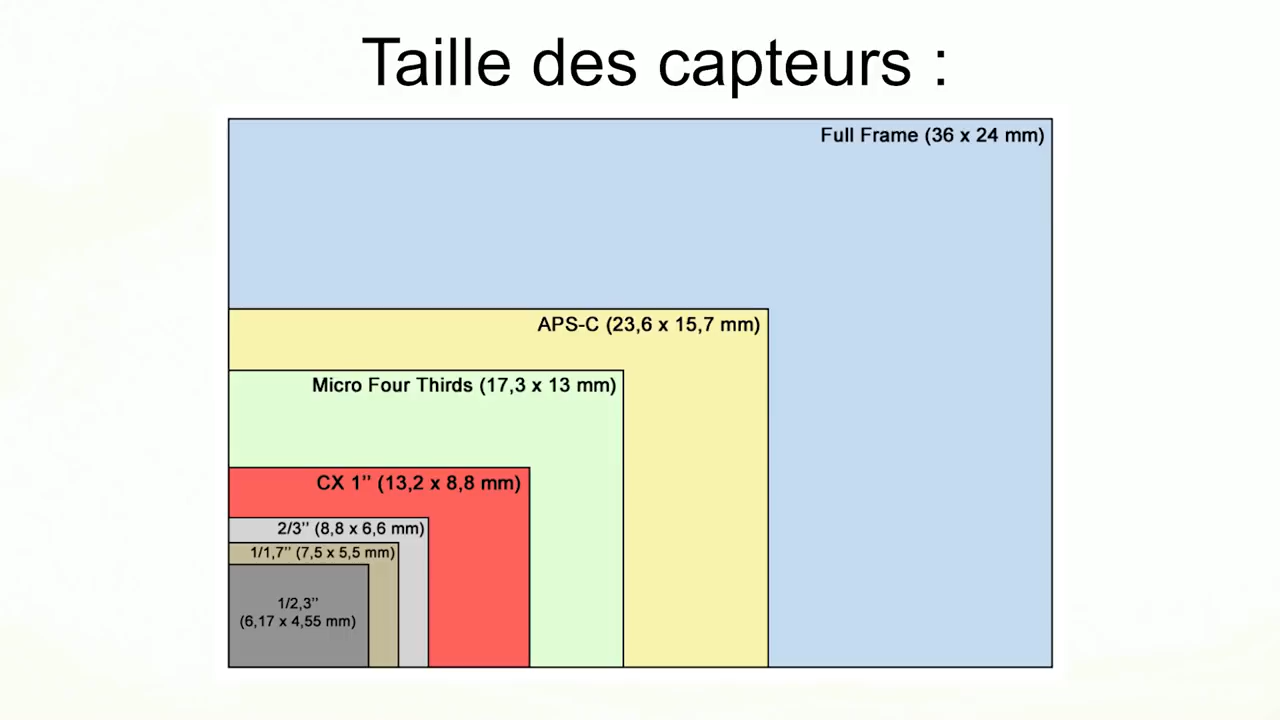 Taille des capteurs :
Full Frame (36 x 24 mm)
APS-C (23,6 x 15,7 mm)
Micro Four Thirds (17,3 x 13 mm)
CX 1’’ (13,2 x 8,8 mm)
2/3’’ (8,8 x 6,6 mm)
1/1,7’’ (7,5 x 5,5 mm)
1/2,3’’
(6,17 x 4,55 mm)